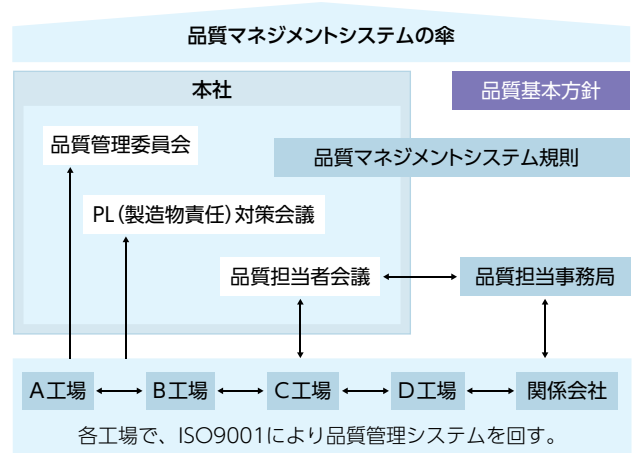 品質マネジメントシステムの傘
本社
品質基本方針
品質管理委員会
品質マネジメントシステム規則
PL(製造物責任)対策会議
品質担当者会議
品質担当事務局
A工場
B工場
C工場
D工場
関係会社
各工場で、ISO9001により品質管理システムを回す。